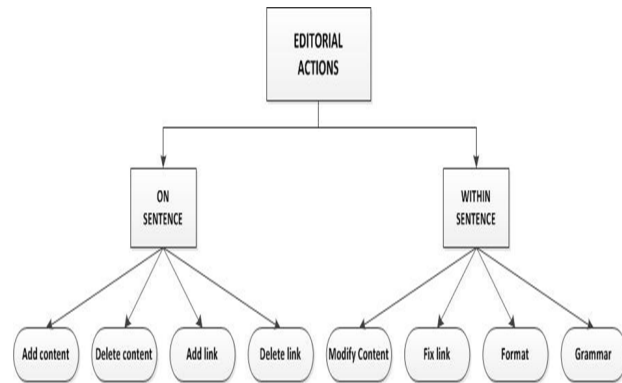 EDITORIAL
ACTIONS
ON
SENTENCE
WITHIN
SENTENCE
Add content
Delete content
Add link
Delete link
Modify Content
Fix link
Format
Grammar